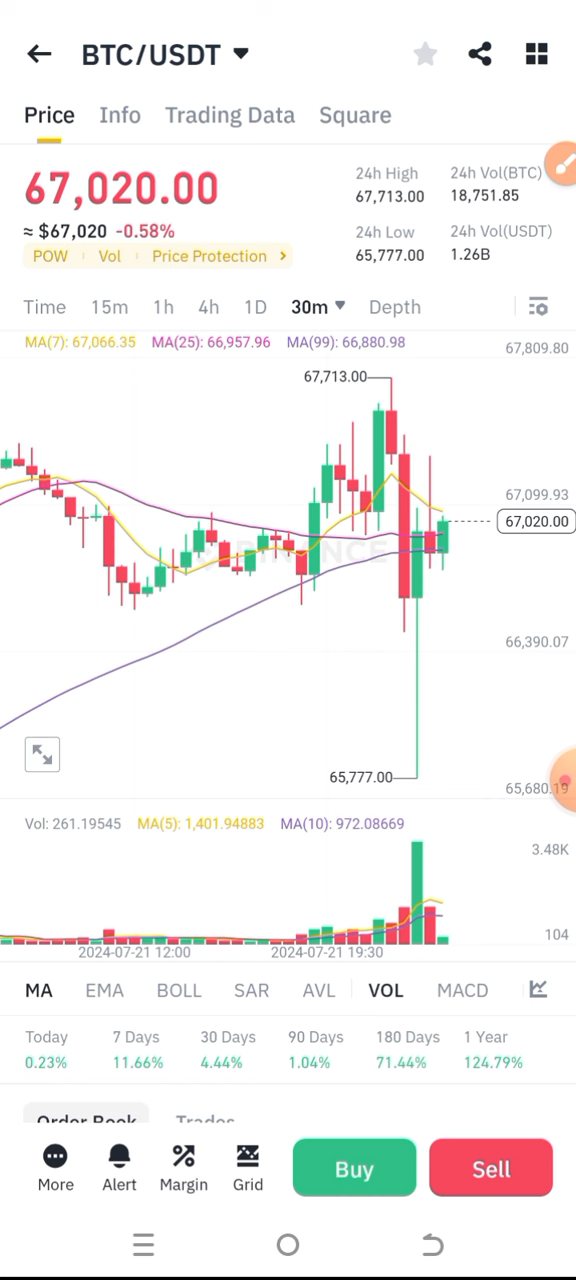 BTC/USDT
Price Info Trading Data Square
67,020.00
≈ $67,020 -0.58%
POW Vol Price Protection
24h High
67,713.00
24h Low
65,777.00
24h Vol(BTC)
18,751.85
24h Vol(USDT)
1.26B
Time 15m 1h 4h 1D 30m Depth
MA(7): 67,066.35 MA(25): 66,957.96 MA(99): 66,880.98
67,809.80
67,713.00
67,099.93
67,020.00
BINANCE
66,390.07
65,777.00
65,680.19
Vol: 261.19545 MA(5): 1,401.94883 MA(10): 972.08669
3.48K
104
2024-07-21 12:00 2024-07-21 19:30
MA EMA BOLL SAR AVL VOL MACD
Today 7 Days 30 Days 90 Days 180 Days 1 Year
0.23% 11.66% 4.44% 1.04% 71.44% 124.79%
Order Book Trades
More Alert Margin Grid Buy Sell